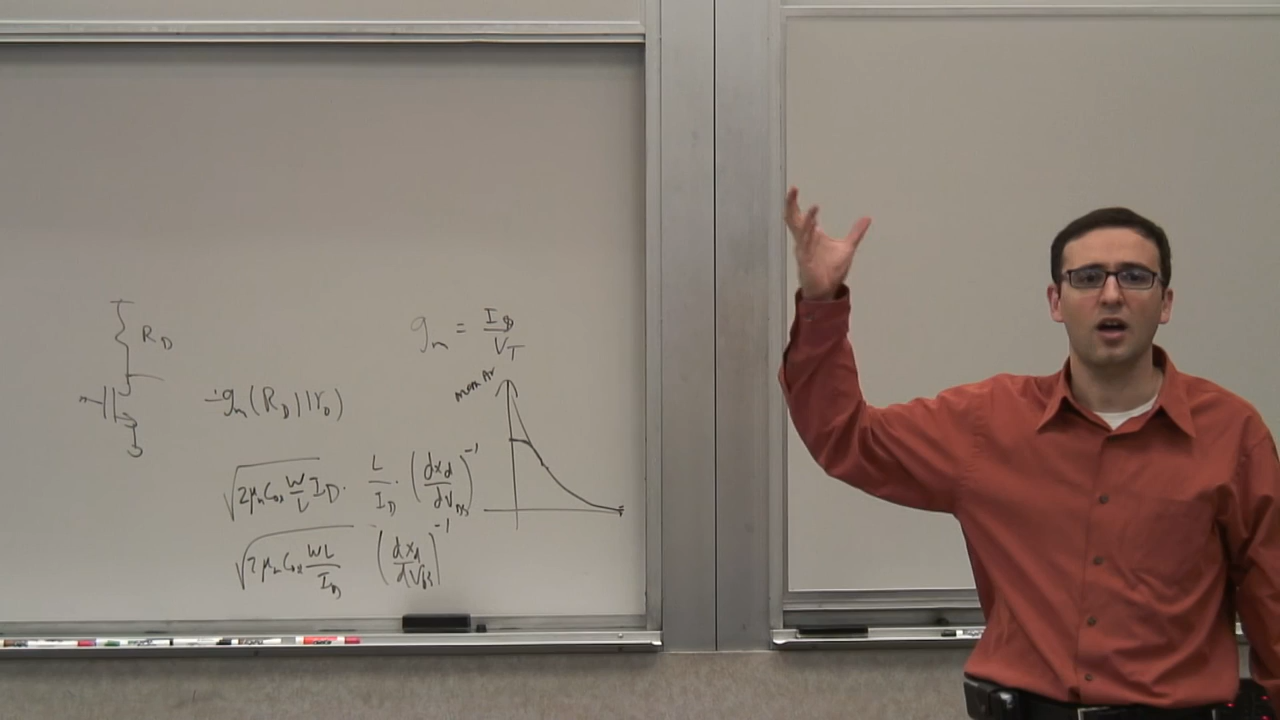 R_D
-g_m (R_D || r_o)
√(2μ_n C_ox W/L I_D) · L/I_D · (dx_d/dV_DS)^-1
√(2μ_n C_ox WL/I_D) (dx_d/dV_DS)^-1
g_m = I_D/V_T
max Av